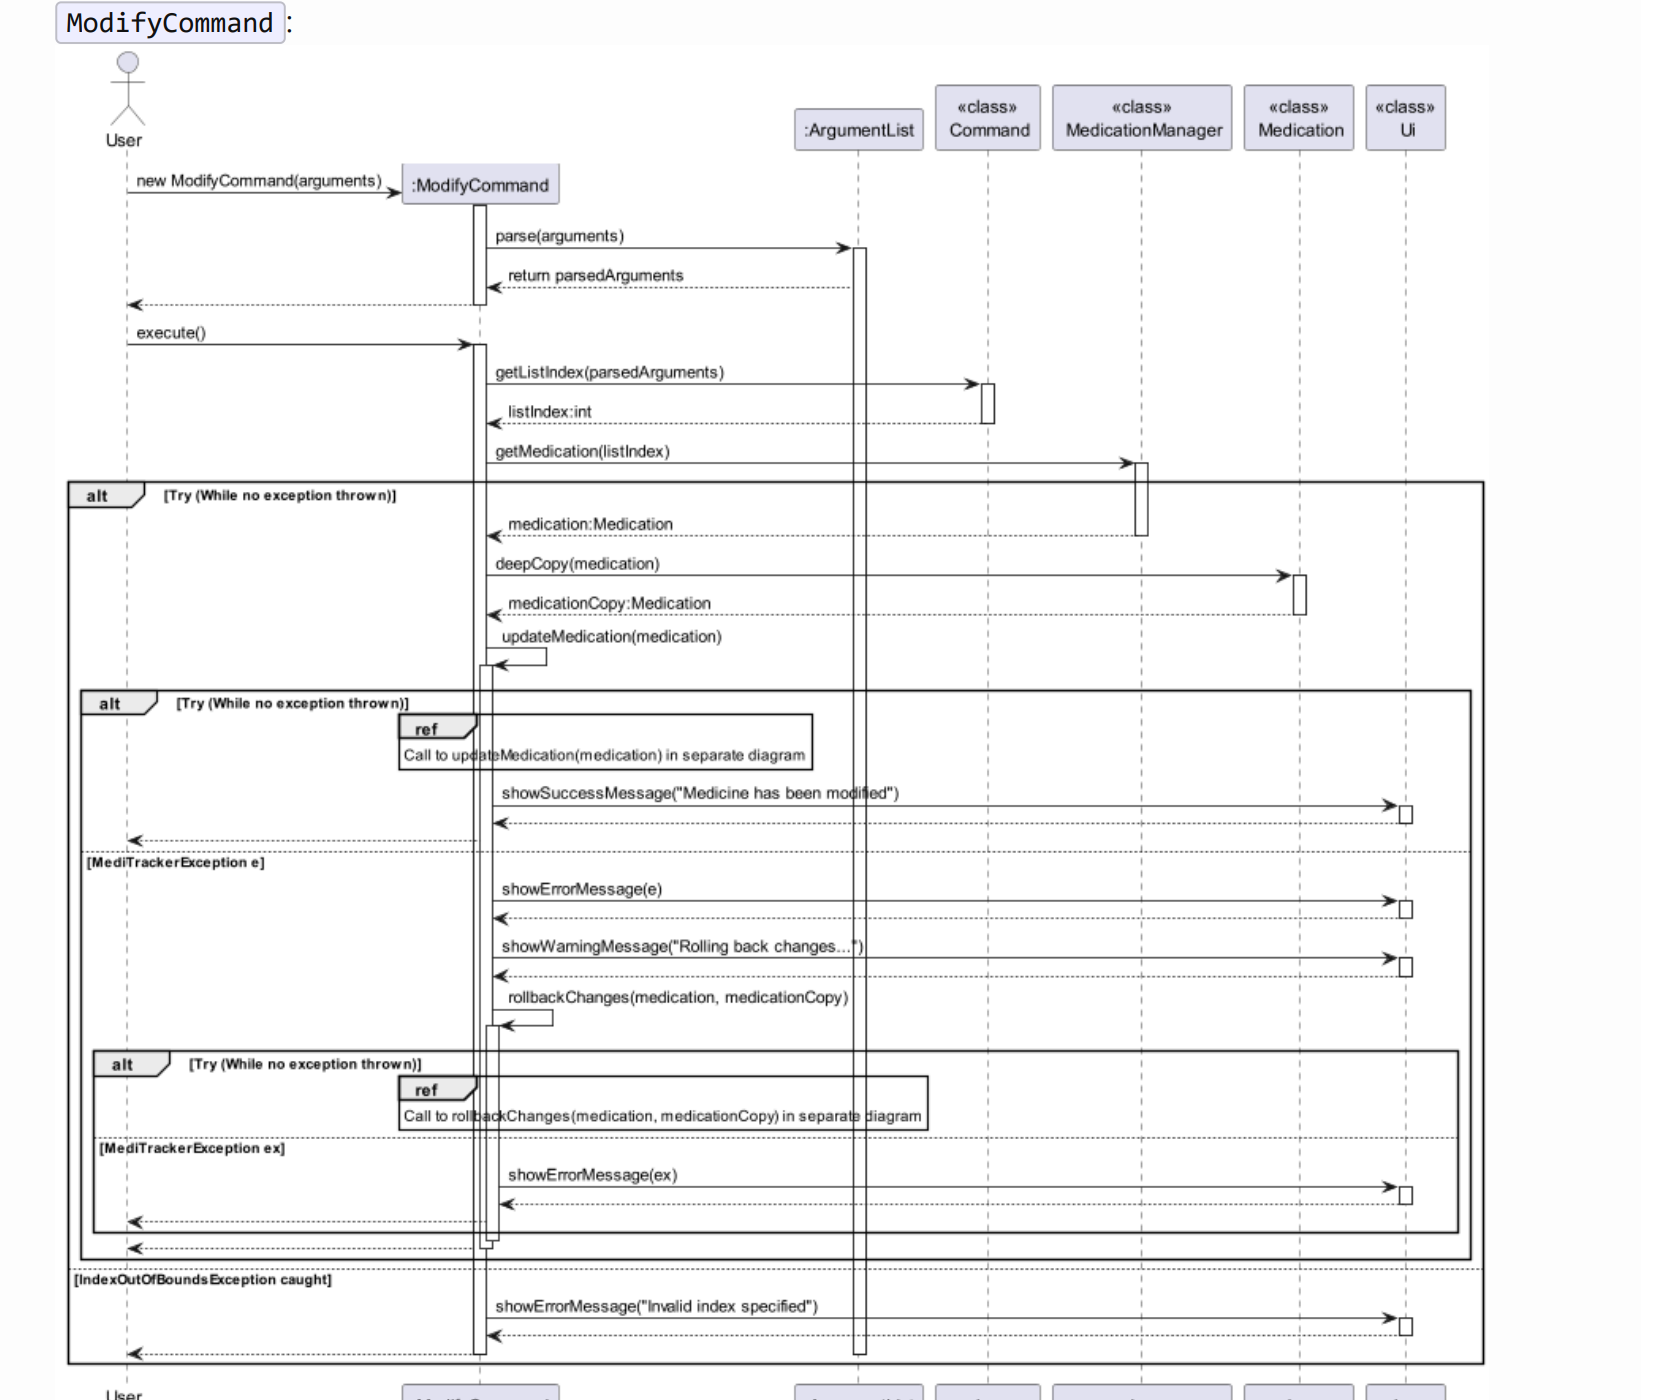 ModifyCommand:
User
:ArgumentList
«class»
Command
«class»
MedicationManager
«class»
Medication
«class»
Ui
new ModifyCommand(arguments)
:ModifyCommand
parse(arguments)
return parsedArguments
execute()
getListIndex(parsedArguments)
listIndex:int
getMedication(listIndex)
alt [Try (While no exception thrown)]
medication:Medication
deepCopy(medication)
medicationCopy:Medication
updateMedication(medication)
alt [Try (While no exception thrown)]
ref
Call to updateMedication(medication) in separate diagram
showSuccessMessage("Medicine has been modified")
[MediTrackerException e]
showErrorMessage(e)
showWarningMessage("Rolling back changes...")
rollbackChanges(medication, medicationCopy)
alt [Try (While no exception thrown)]
ref
Call to rollbackChanges(medication, medicationCopy) in separate diagram
[MediTrackerException ex]
showErrorMessage(ex)
[IndexOutOfBoundsException caught]
showErrorMessage("Invalid index specified")
User